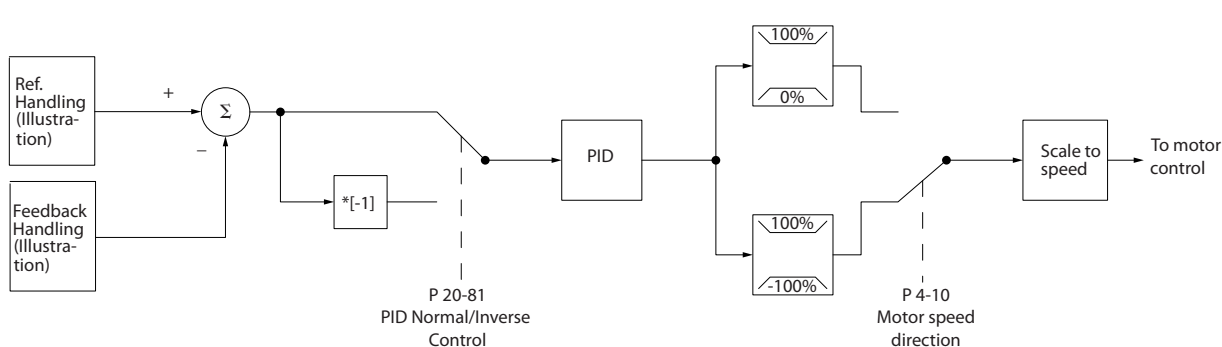 Ref.
Handling
(Illustra-
tion)
+
Σ
_
Feedback
Handling
(Illustra-
tion)
*[-1]
P 20-81
PID Normal/Inverse
Control
PID
100%
0%
100%
-100%
P 4-10
Motor speed
direction
Scale to
speed
To motor
control